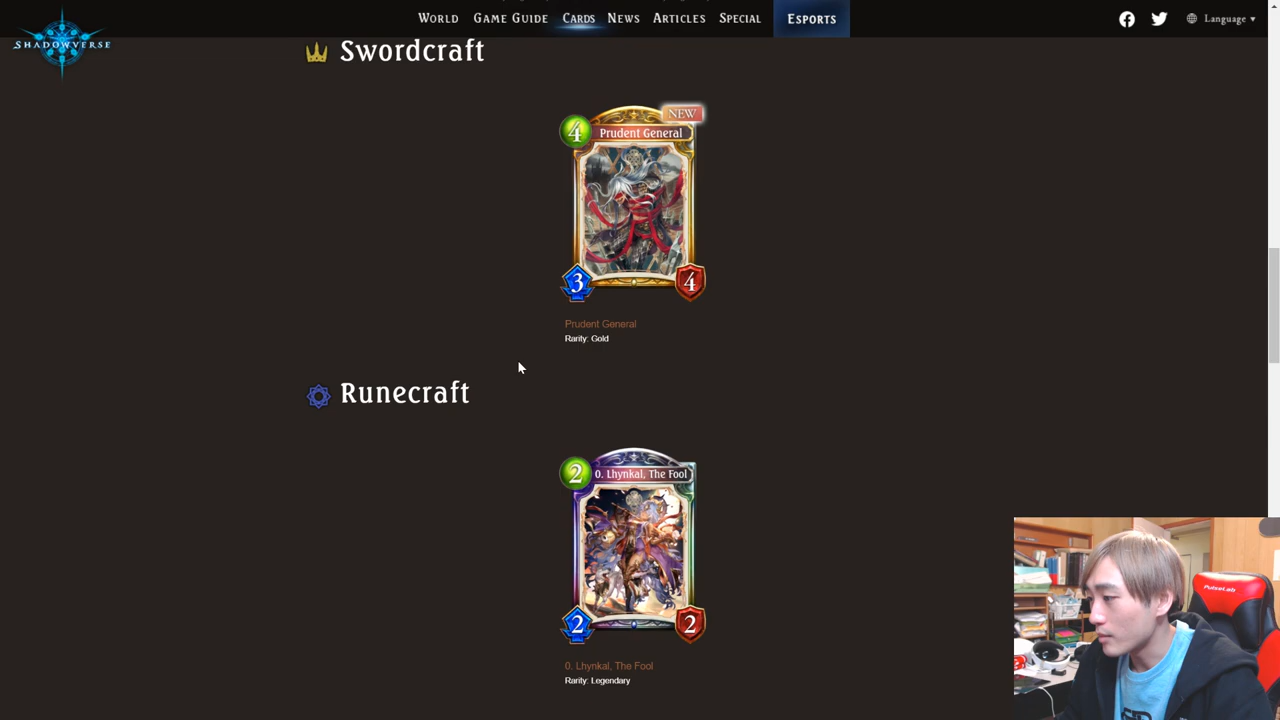 SHADOWVERSE
WORLD GAME GUIDE CARDS NEWS ARTICLES SPECIAL ESPORTS Language ▾
Swordcraft
NEW
4 Prudent General
3 4
Prudent General
Rarity: Gold
Runecraft
2 0. Lhynkal, The Fool
2 2
0. Lhynkal, The Fool
Rarity: Legendary
PulseLab